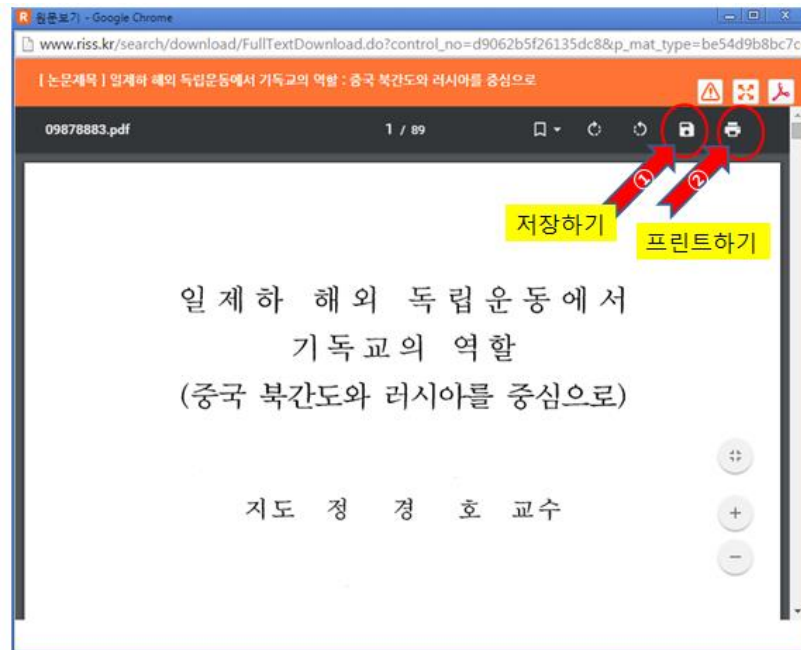 원문보기 - Google Chrome
www.riss.kr/search/download/FullTextDownload.do?control_no=d9062b5f26135dc8&p_mat_type=be54d9b8bc7c
[ 논문제목 ] 일제하 해외 독립운동에서 기독교의 역할 : 중국 북간도와 러시아를 중심으로
09878883.pdf 1 / 89
① ②
저장하기
프린트하기
일제하 해외 독립운동에서
기독교의 역할
(중국 북간도와 러시아를 중심으로)
지도 정 경 호 교수